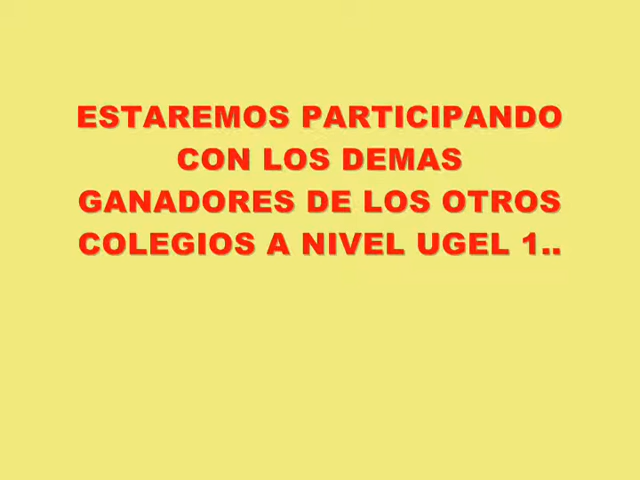 ESTAREMOS PARTICIPANDO
CON LOS DEMAS
GANADORES DE LOS OTROS
COLEGIOS A NIVEL UGEL 1..